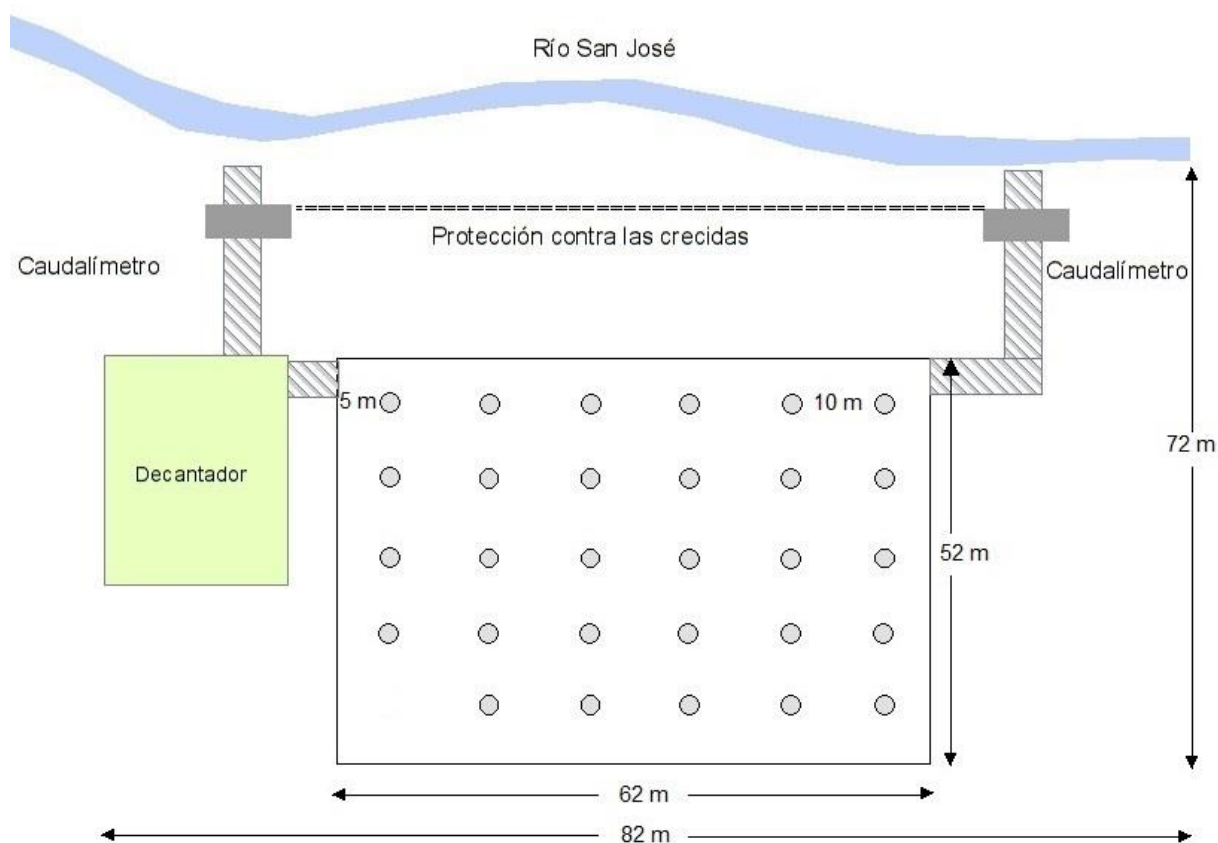 Río San José
Protección contra las crecidas
Caudalímetro
Caudalímetro
5 m
10 m
72 m
Decantador
52 m
62 m
82 m